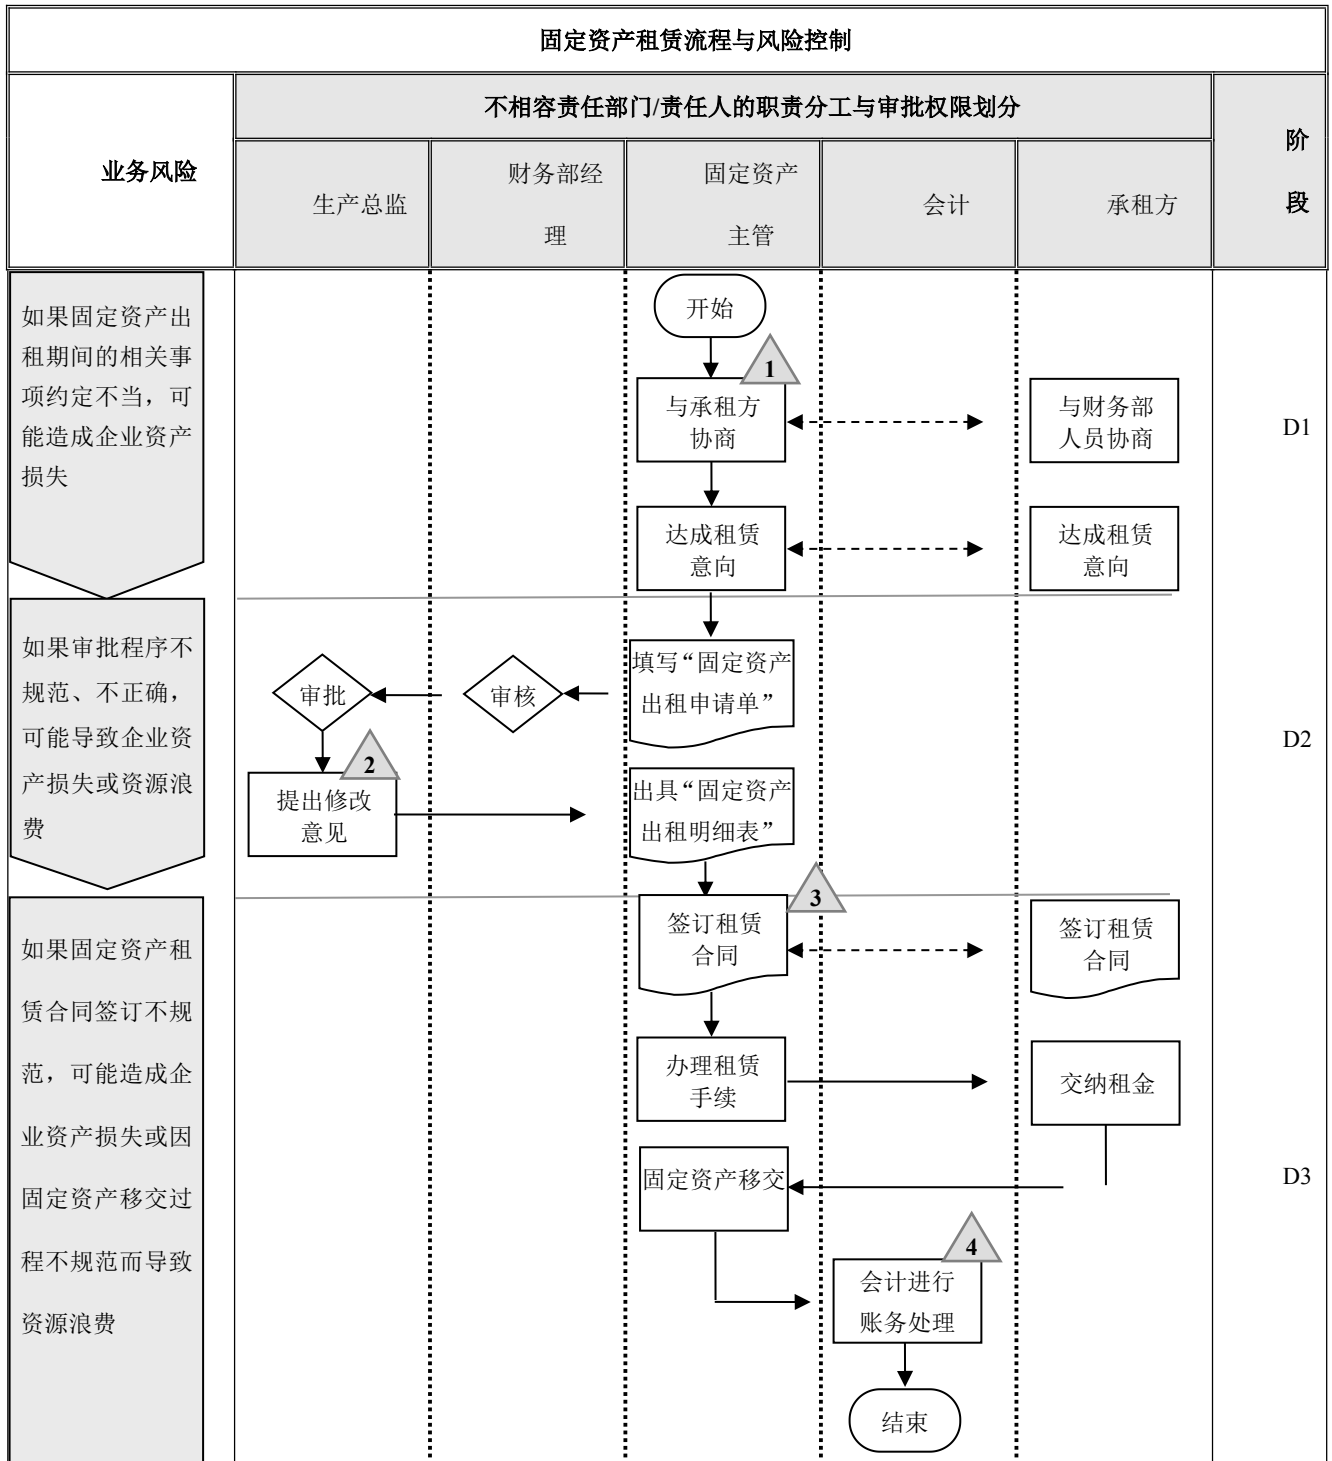 固定资产租赁流程与风险控制
业务风险
不相容责任部门/责任人的职责分工与审批权限划分
阶
段
生产总监
财务部经
理
固定资产
主管
会计
承租方
如果固定资产出
租期间的相关事
项约定不当，可
能造成企业资产
损失
开始
1
与承租方
协商
与财务部
人员协商
D1
达成租赁
意向
达成租赁
意向
如果审批程序不
规范、不正确，
可能导致企业资
产损失或资源浪
费
审批
审核
填写“固定资产
出租申请单”
D2
2
提出修改
意见
出具“固定资产
出租明细表”
如果固定资产租
赁合同签订不规
范，可能造成企
业资产损失或因
固定资产移交过
程不规范而导致
资源浪费
3
签订租赁
合同
签订租赁
合同
办理租赁
手续
交纳租金
固定资产移交
D3
4
会计进行
账务处理
结束